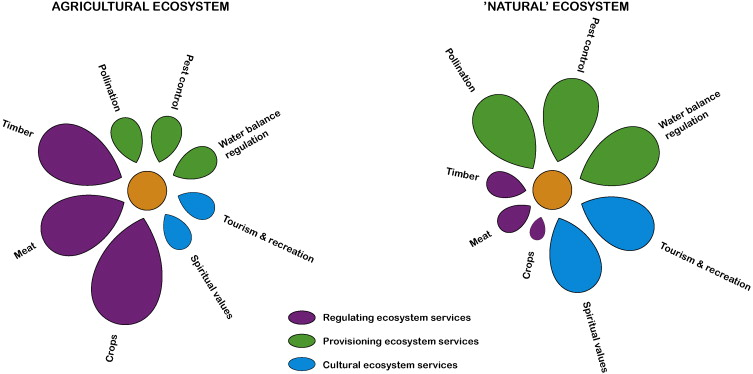 AGRICULTURAL ECOSYSTEM
Pollination
Pest control
Water balance
regulation
Timber
Meat
Crops
Spiritual values
Tourism & recreation
'NATURAL' ECOSYSTEM
Pollination
Pest control
Water balance
regulation
Timber
Meat
Crops
Spiritual values
Tourism & recreation
Regulating ecosystem services
Provisioning ecosystem services
Cultural ecosystem services